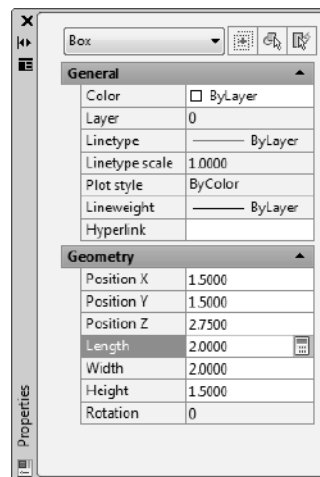 Box
General
Color ByLayer
Layer 0
Linetype ByLayer
Linetype scale 1.0000
Plot style ByColor
Lineweight ByLayer
Hyperlink
Geometry
Position X 1.5000
Position Y 1.5000
Position Z 2.7500
Length 2.0000
Width 2.0000
Height 1.5000
Rotation 0
Properties